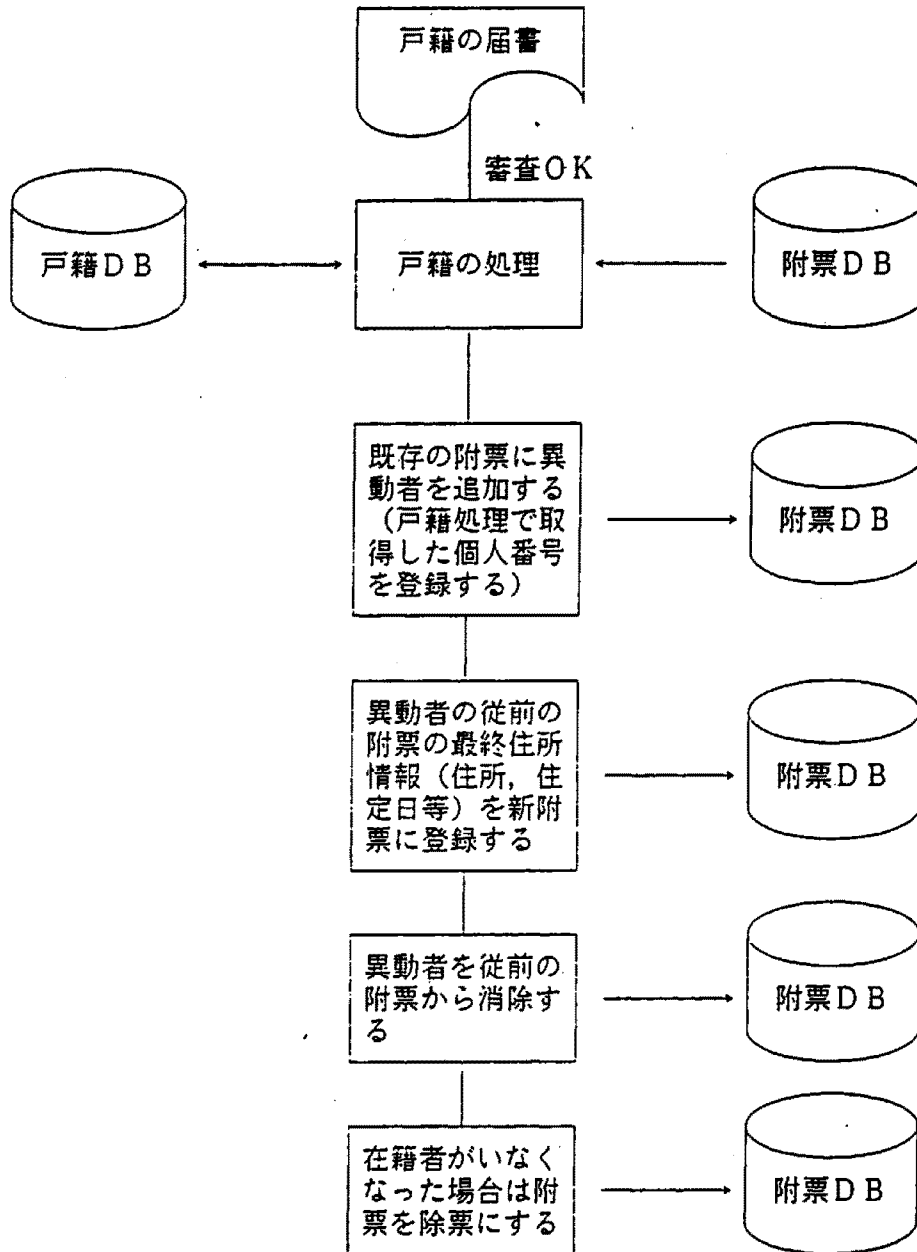 戸籍の届書
審査OK
戸籍DB
戸籍の処理
附票DB
既存の附票に異
動者を追加する
（戸籍処理で取
得した個人番号
を登録する）
附票DB
異動者の従前の
附票の最終住所
情報（住所，住
定日等）を新附
票に登録する
附票DB
異動者を従前の
附票から消除す
る
附票DB
在籍者がいなく
なった場合は附
票を除票にする
附票DB